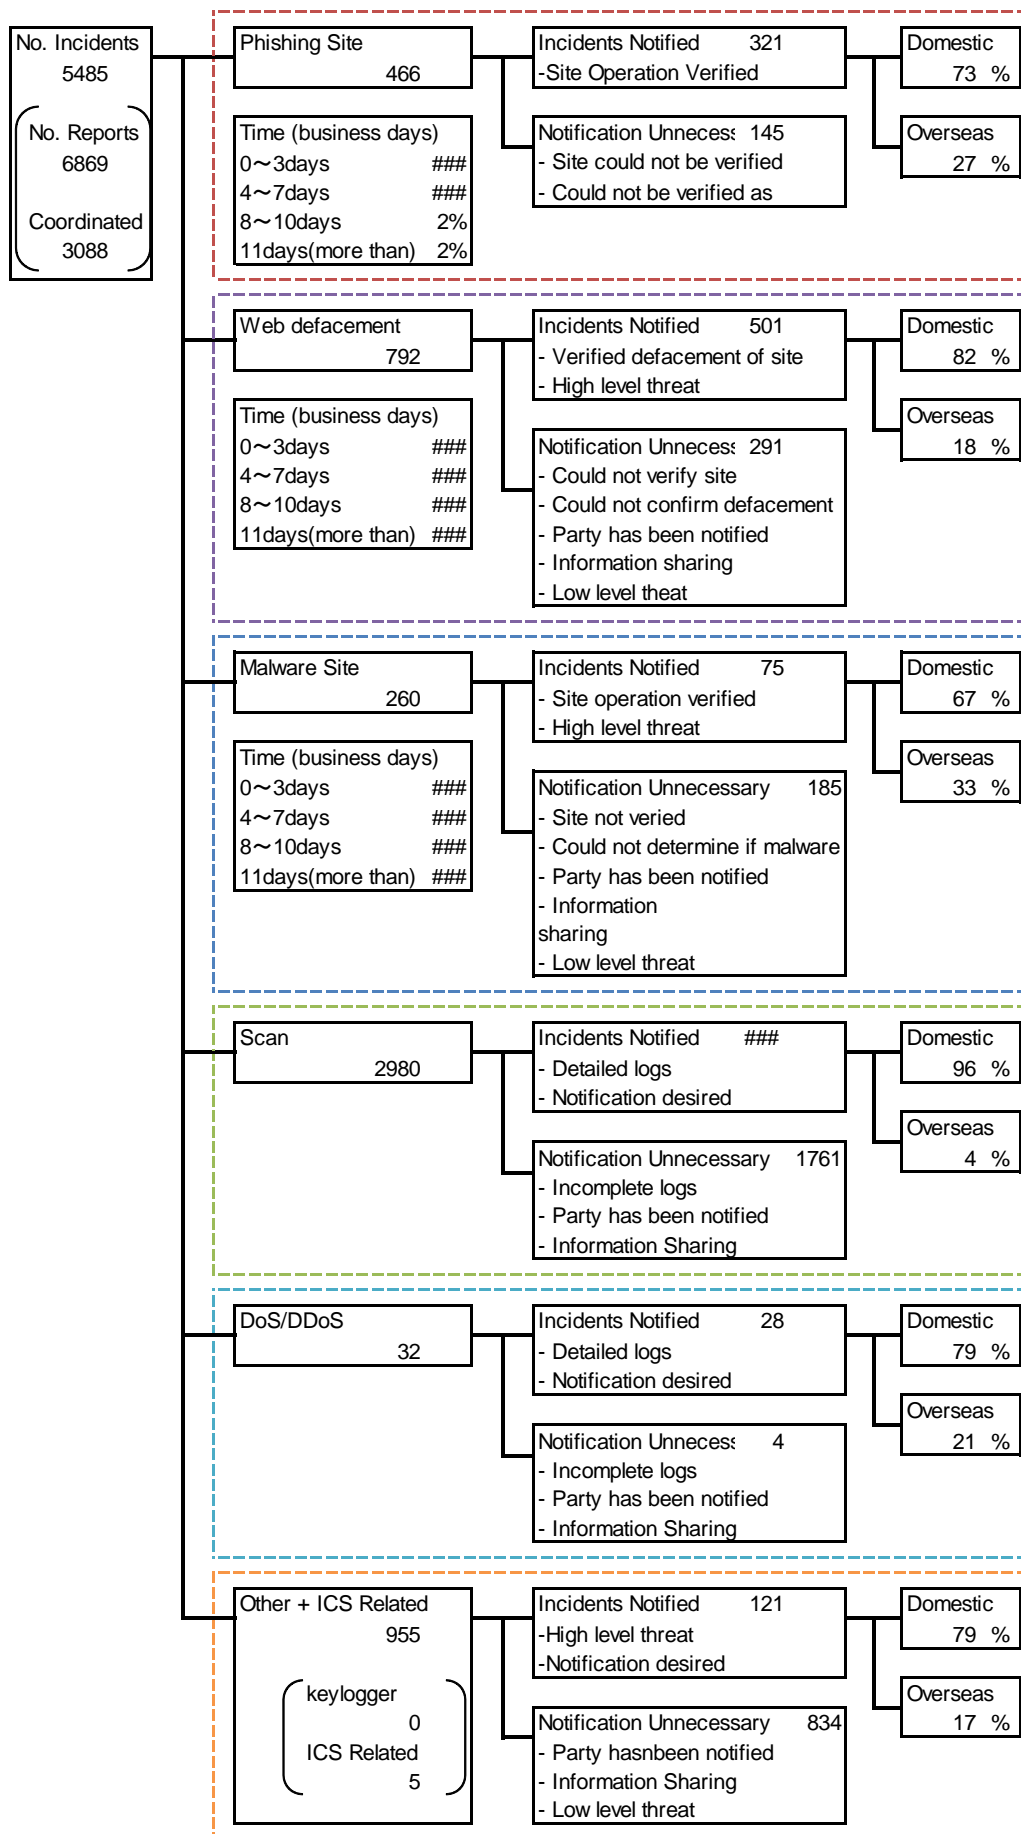 No. Incidents
5485
No. Reports
6869
Coordinated
3088
Phishing Site
466
Time (business days)
0～3days ###
4～7days ###
8～10days 2%
11days(more than) 2%
Incidents Notified 321
-Site Operation Verified
Notification Unnecess 145
- Site could not be verified
- Could not be verified as
Domestic
73 %
Overseas
27 %
Web defacement
792
Time (business days)
0～3days ###
4～7days ###
8～10days ###
11days(more than) ###
Incidents Notified 501
- Verified defacement of site
- High level threat
Notification Unnecess 291
- Could not verify site
- Could not confirm defacement
- Party has been notified
- Information sharing
- Low level theat
Domestic
82 %
Overseas
18 %
Malware Site
260
Time (business days)
0～3days ###
4～7days ###
8～10days ###
11days(more than) ###
Incidents Notified 75
- Site operation verified
- High level threat
Notification Unnecessary 185
- Site not veried
- Could not determine if malware
- Party has been notified
- Information
sharing
- Low level threat
Domestic
67 %
Overseas
33 %
Scan
2980
Incidents Notified ###
- Detailed logs
- Notification desired
Notification Unnecessary 1761
- Incomplete logs
- Party has been notified
- Information Sharing
Domestic
96 %
Overseas
4 %
DoS/DDoS
32
Incidents Notified 28
- Detailed logs
- Notification desired
Notification Unnecess 4
- Incomplete logs
- Party has been notified
- Information Sharing
Domestic
79 %
Overseas
21 %
Other + ICS Related
955
keylogger
0
ICS Related
5
Incidents Notified 121
-High level threat
-Notification desired
Notification Unnecessary 834
- Party hasnbeen notified
- Information Sharing
- Low level threat
Domestic
79 %
Overseas
17 %